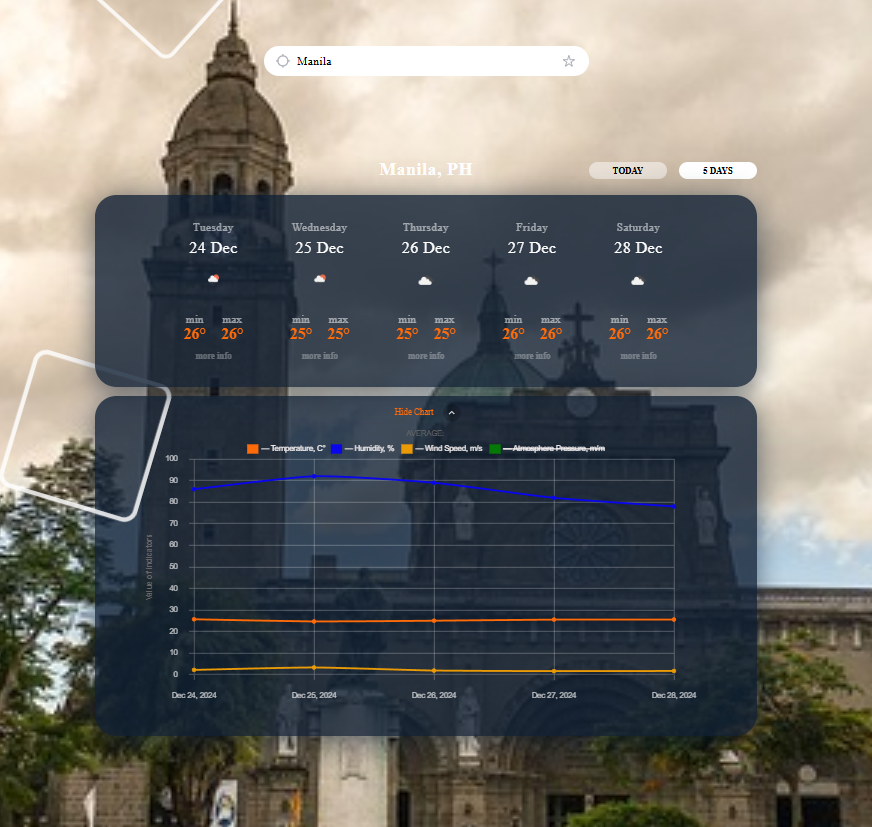 Manila
Manila, PH
TODAY
5 DAYS
Tuesday Wednesday Thursday Friday Saturday
24 Dec 25 Dec 26 Dec 27 Dec 28 Dec
min max min max min max min max min max
26° 26° 25° 25° 25° 25° 26° 26° 26° 26°
more info more info more info more info more info
Hide Chart
AVERAGE:
— Temperature, C° — Humidity, % — Wind Speed, m/s — Atmosphere Pressure, m/m
Value of indicators
100
90
80
70
60
50
40
30
20
10
0
Dec 24, 2024 Dec 25, 2024 Dec 26, 2024 Dec 27, 2024 Dec 28, 2024